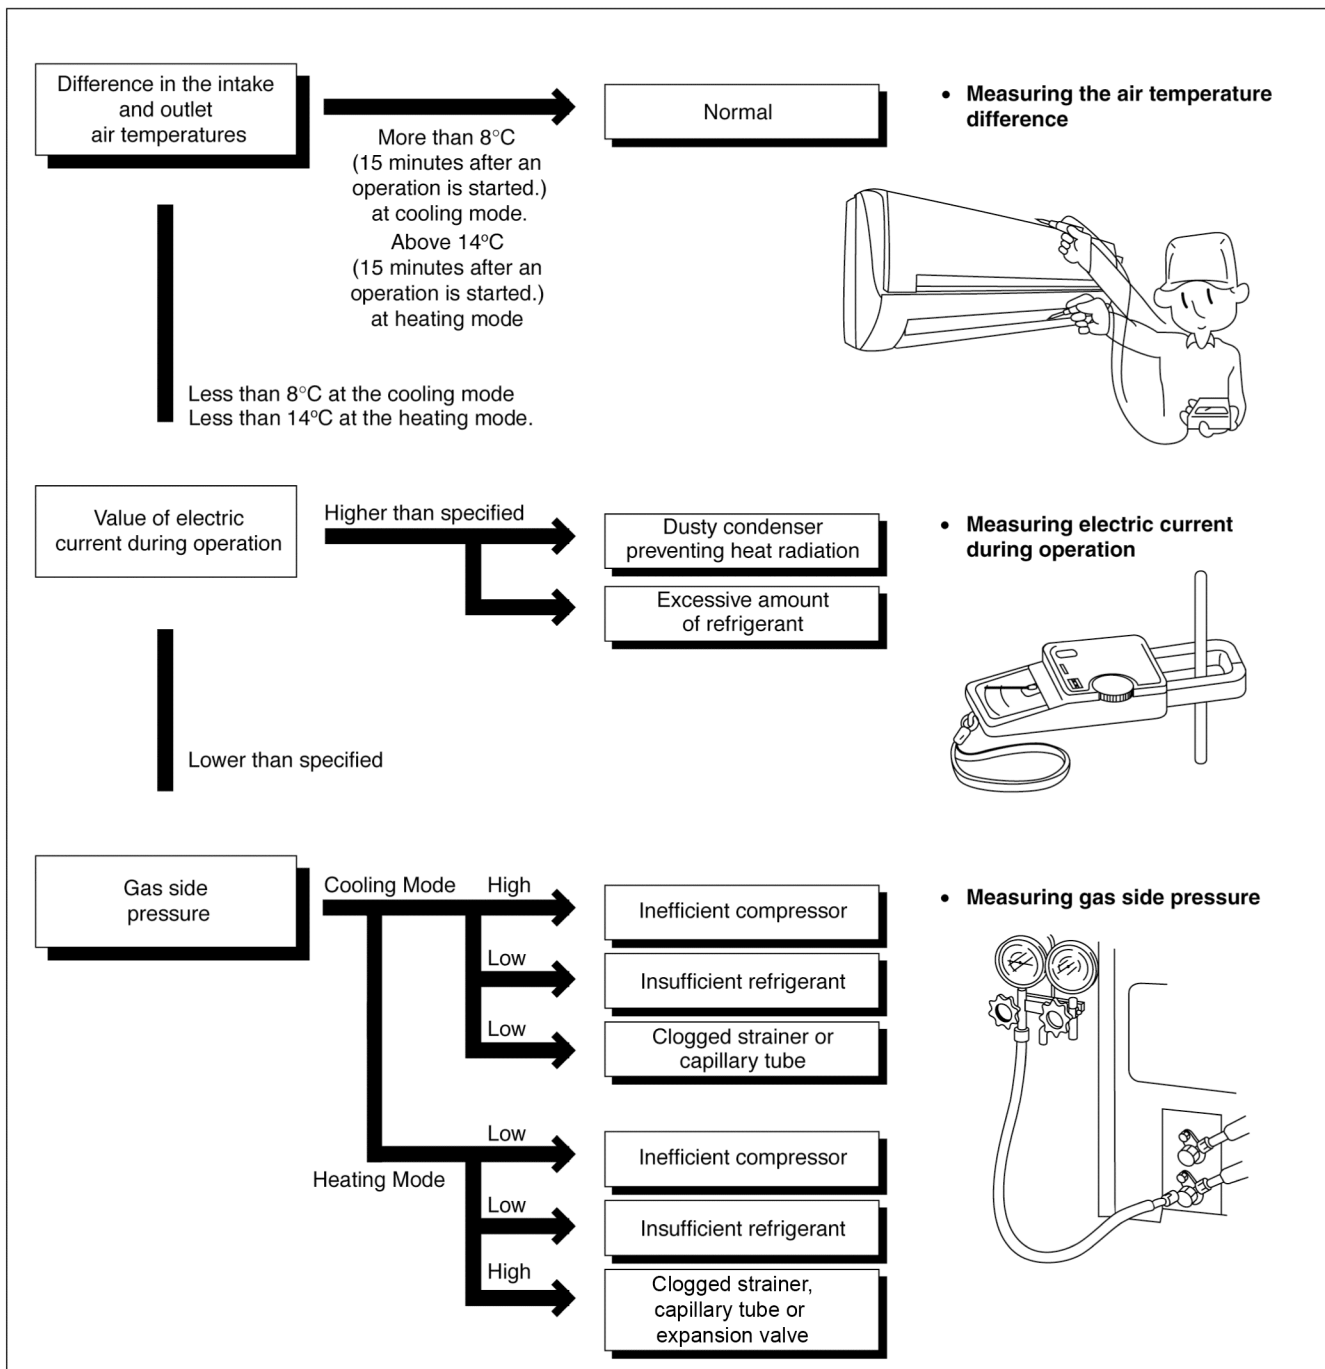 Difference in the intake
and outlet
air temperatures
More than 8°C
(15 minutes after an
operation is started.)
at cooling mode.
Above 14ºC
(15 minutes after an
operation is started.)
at heating mode
Normal
• Measuring the air temperature
difference
Less than 8°C at the cooling mode
Less than 14ºC at the heating mode.
Value of electric
current during operation
Higher than specified
Dusty condenser
preventing heat radiation
Excessive amount
of refrigerant
• Measuring electric current
during operation
Lower than specified
Gas side
pressure
Cooling Mode
High
Inefficient compressor
Low
Insufficient refrigerant
Low
Clogged strainer or
capillary tube
• Measuring gas side pressure
Heating Mode
Low
Inefficient compressor
Low
Insufficient refrigerant
High
Clogged strainer,
capillary tube or
expansion valve